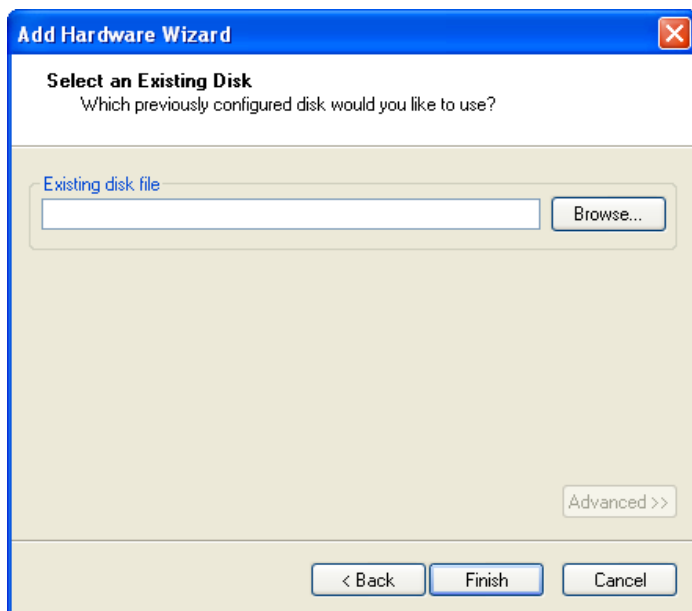 Add Hardware Wizard
Select an Existing Disk
Which previously configured disk would you like to use?
Existing disk file
Browse...
Advanced >>
< Back
Finish
Cancel